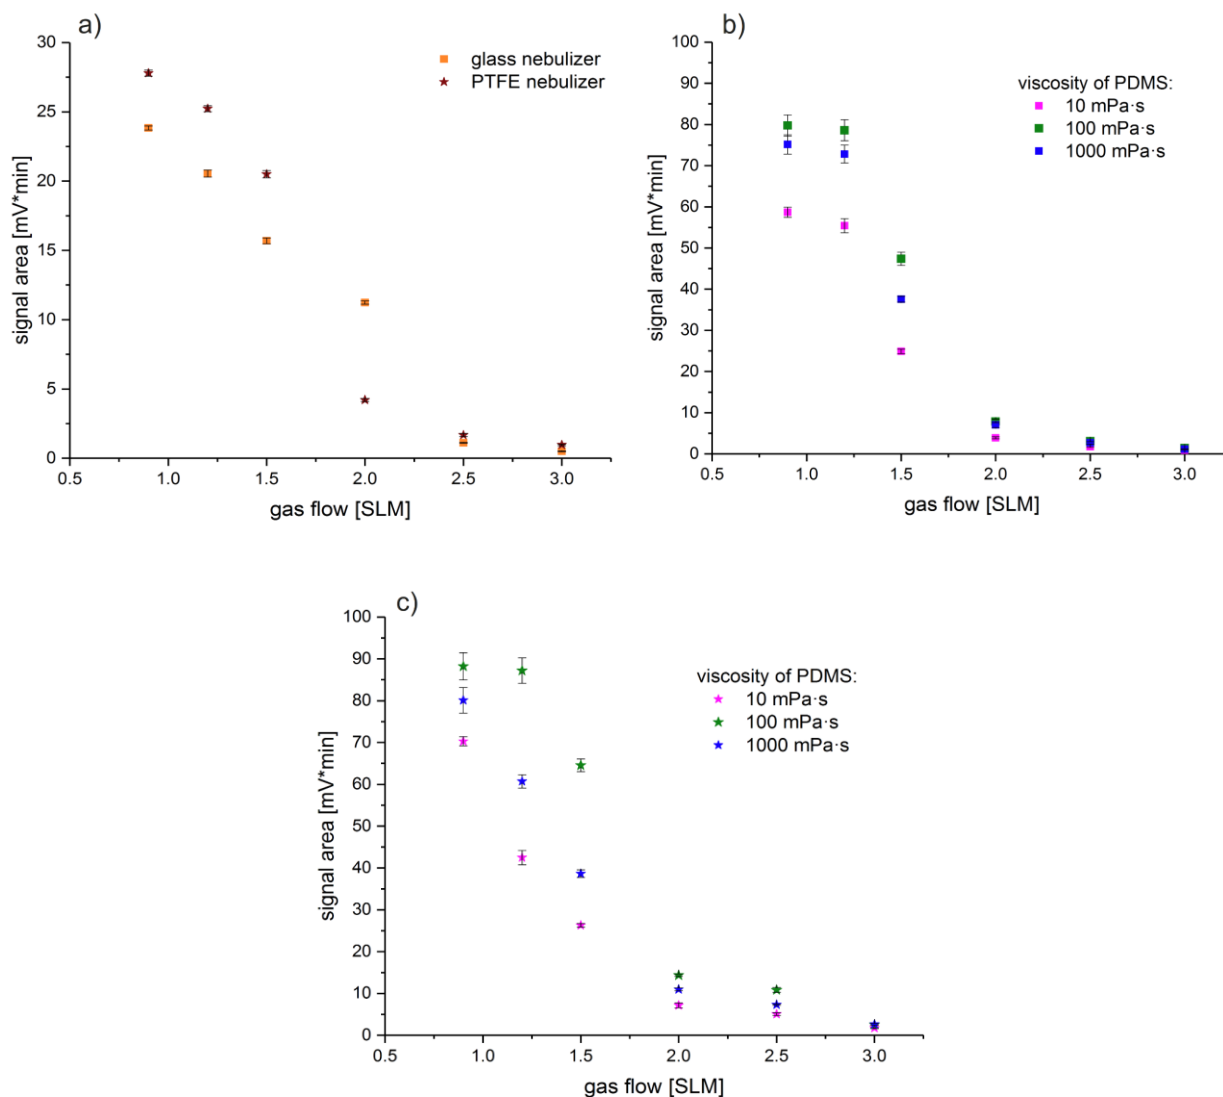 a)
30
25
20
15
10
5
0
signal area [mV*min]
glass nebulizer
PTFE nebulizer
0.5 1.0 1.5 2.0 2.5 3.0
gas flow [SLM]
b)
100
90
80
70
60
50
40
30
20
10
0
signal area [mV*min]
viscosity of PDMS:
10 mPa·s
100 mPa·s
1000 mPa·s
0.5 1.0 1.5 2.0 2.5 3.0
gas flow [SLM]
c)
100
90
80
70
60
50
40
30
20
10
0
signal area [mV*min]
viscosity of PDMS:
10 mPa·s
100 mPa·s
1000 mPa·s
0.5 1.0 1.5 2.0 2.5 3.0
gas flow [SLM]